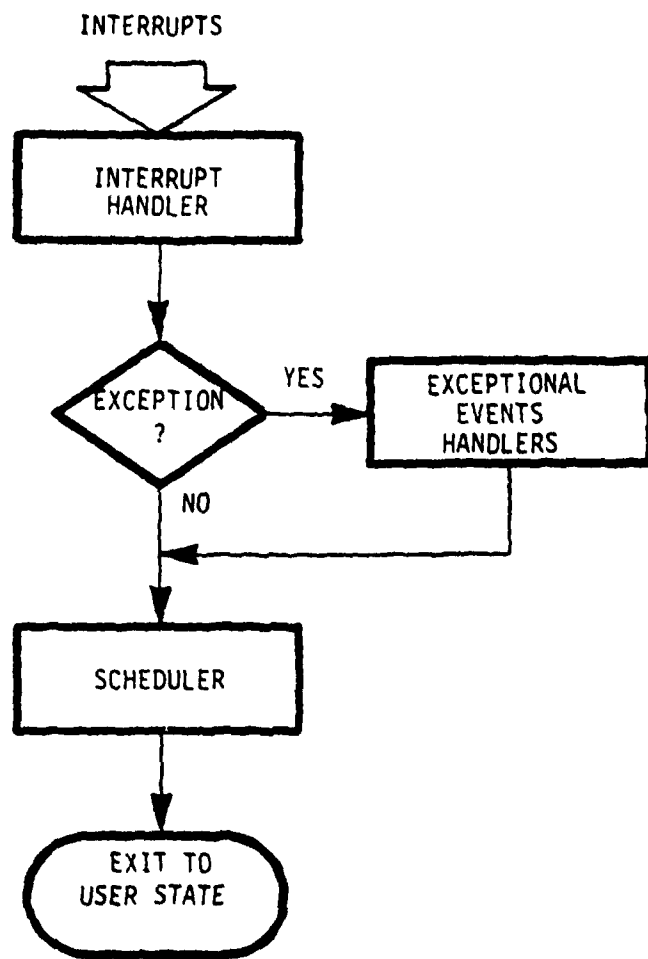 INTERRUPTS
INTERRUPT
HANDLER
EXCEPTION
?
YES
EXCEPTIONAL
EVENTS
HANDLERS
NO
SCHEDULER
EXIT TO
USER STATE